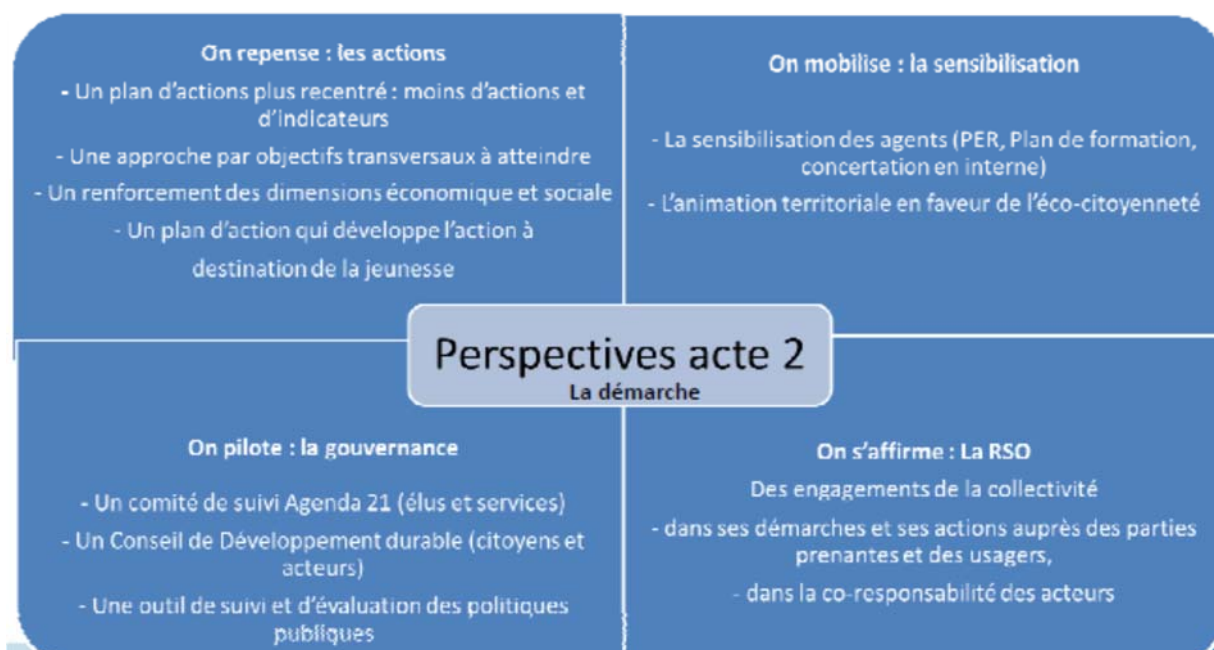 On repense : les actions
- Un plan d'actions plus recentré : moins d'actions et
d'indicateurs
- Une approche par objectifs transversaux à atteindre
- Un renforcement des dimensions économique et sociale
- Un plan d'action qui développe l'action à
destination de la jeunesse
On mobilise : la sensibilisation
- La sensibilisation des agents (PER, Plan de formation,
concertation en interne)
- L'animation territoriale en faveur de l'éco-citoyenneté
Perspectives acte 2
La démarche
On pilote : la gouvernance
- Un comité de suivi Agenda 21 (élus et services)
- Un Conseil de Développement durable (citoyens et
acteurs)
- Une outil de suivi et d'évaluation des politiques
publiques
On s'affirme : La RSO
Des engagements de la collectivité
- dans ses démarches et ses actions auprès des parties
prenantes et des usagers,
- dans la co-responsabilité des acteurs